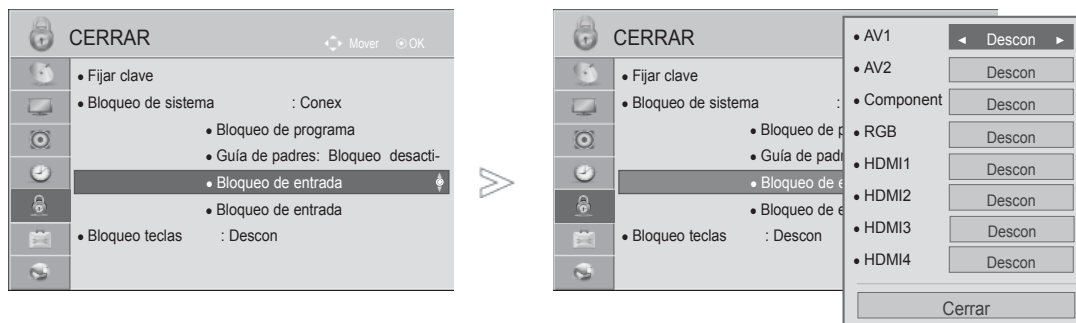 CERRAR
Mover OK
• Fijar clave
• Bloqueo de sistema : Conex
• Bloqueo de programa
• Guía de padres: Bloqueo desacti-
• Bloqueo de entrada
• Bloqueo de entrada
• Bloqueo teclas : Descon
CERRAR
• Fijar clave
• Bloqueo de sistema :
• Bloqueo de p
• Guía de padr
• Bloqueo de e
• Bloqueo de e
• Bloqueo teclas : Descon
• AV1 ◄ Descon ►
• AV2 Descon
• Component Descon
• RGB Descon
• HDMI1 Descon
• HDMI2 Descon
• HDMI3 Descon
• HDMI4 Descon
Cerrar